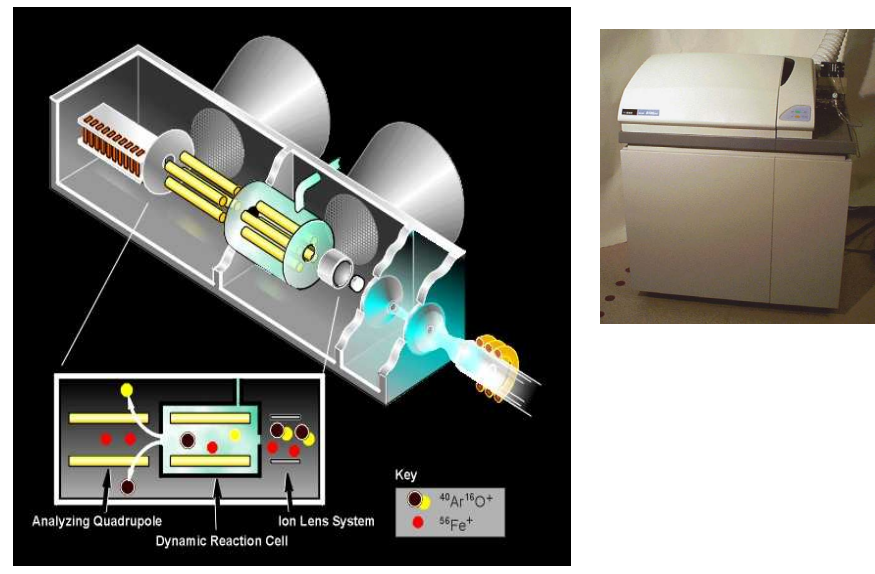 Key
⁴⁰Ar¹⁶O⁺
⁵⁶Fe⁺
Analyzing Quadrupole
Ion Lens System
Dynamic Reaction Cell